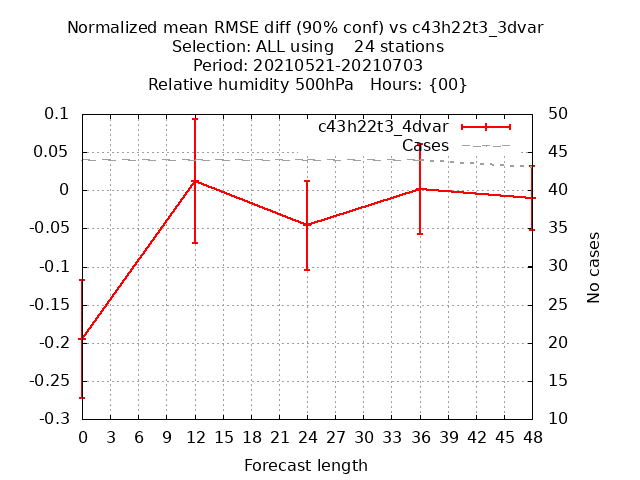 Normalized mean RMSE diff (90% conf) vs c43h22t3_3dvar
Selection: ALL using    24 stations
Period: 20210521-20210703
Relative humidity 500hPa   Hours: {00}
c43h22t3_4dvar
Cases
0.1
0.05
0
-0.05
-0.1
-0.15
-0.2
-0.25
-0.3
50
45
40
35
30
25
20
15
10
No cases
0 3 6 9 12 15 18 21 24 27 30 33 36 39 42 45 48
Forecast length